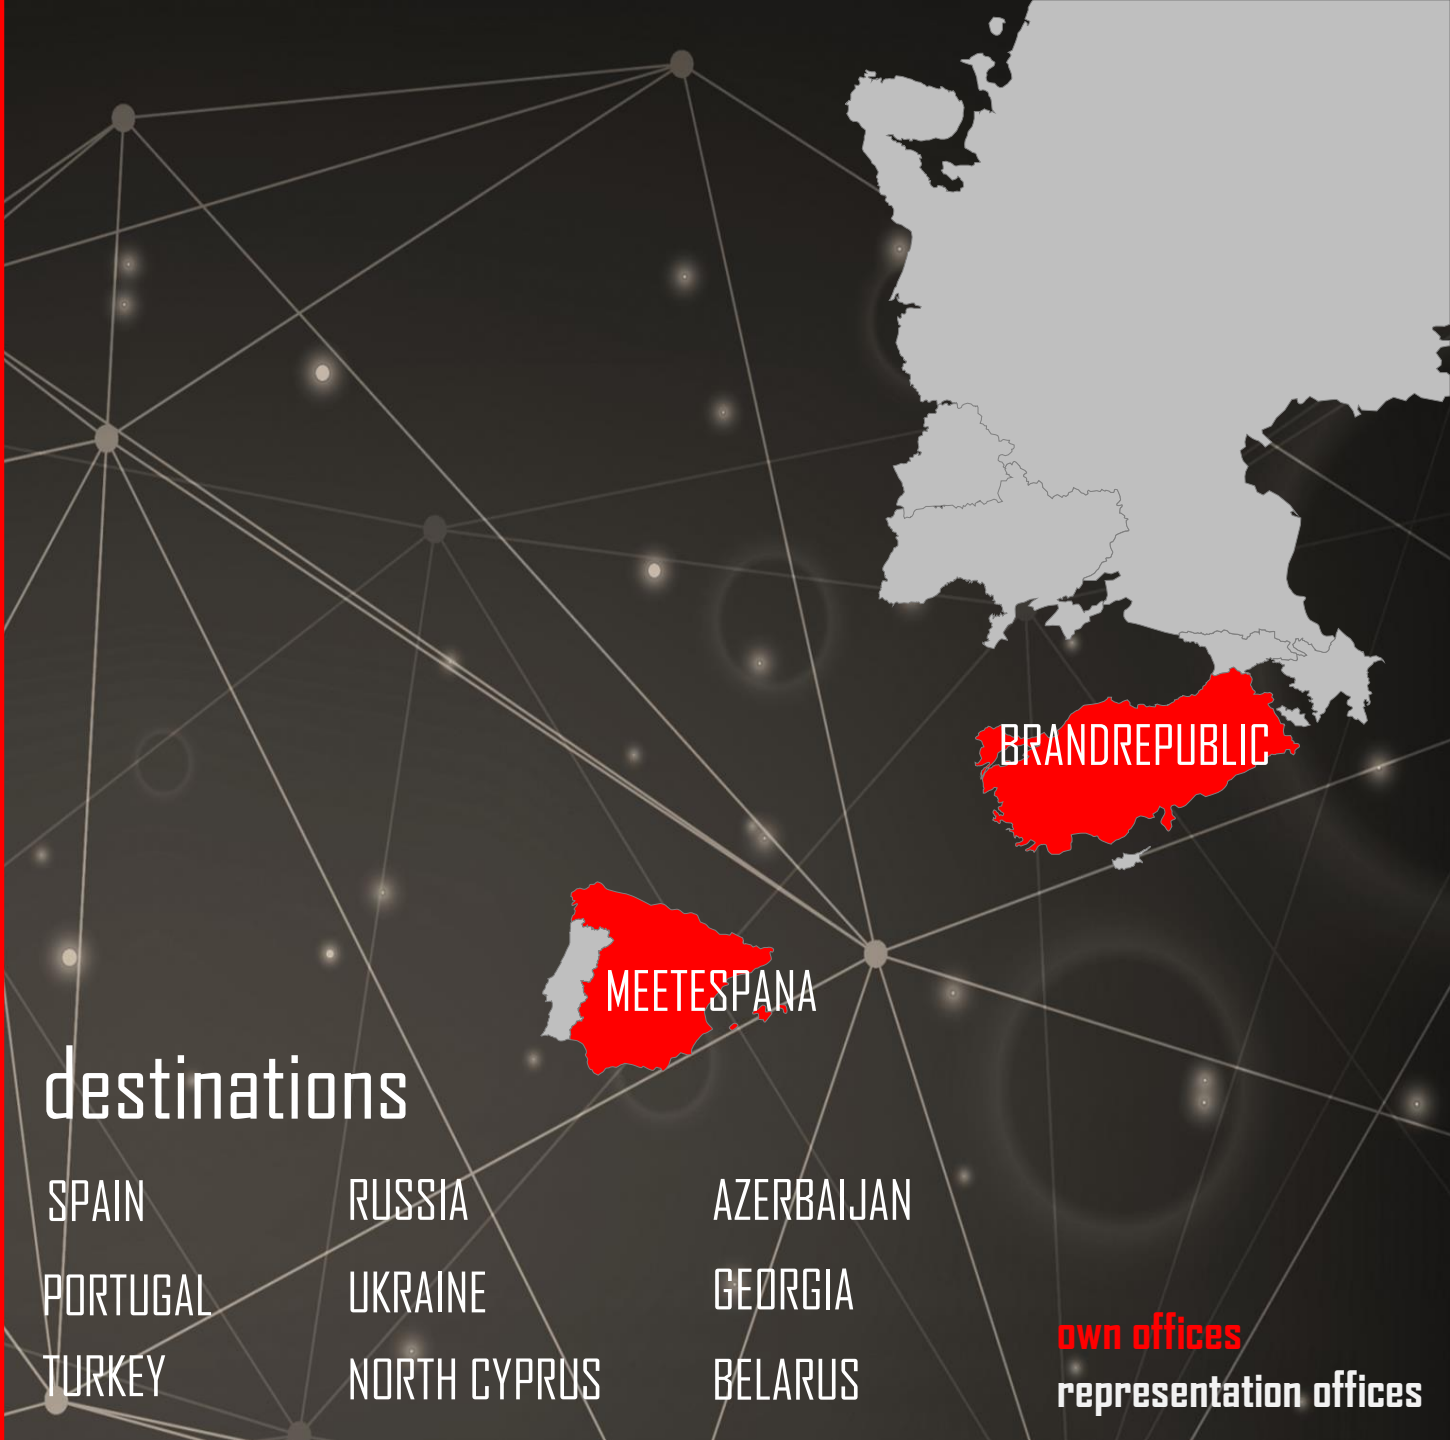 BRANDREPUBLIC
MEETESPANA
destinations
SPAIN
PORTUGAL
TURKEY
RUSSIA
UKRAINE
NORTH CYPRUS
AZERBAIJAN
GEORGIA
BELARUS
own offices
representation offices